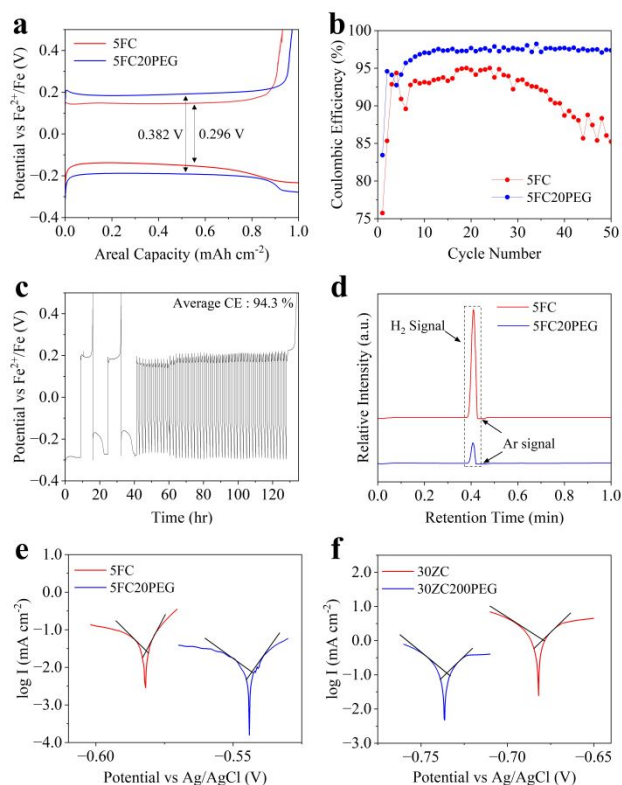 a
0.4
0.2
0.0
−0.2
−0.4
Potential vs Fe²⁺/Fe (V)
5FC
5FC20PEG
0.382 V
0.296 V
0.0 0.2 0.4 0.6 0.8 1.0
Areal Capacity (mAh cm⁻²)
b
100
95
90
85
80
75
Coulombic Efficiency (%)
5FC
5FC20PEG
0 10 20 30 40 50
Cycle Number
c
Average CE : 94.3 %
0.4
0.2
0.0
−0.2
−0.4
Potential vs Fe²⁺/Fe (V)
0 20 40 60 80 100 120
Time (hr)
d
Relative Intensity (a.u.)
5FC
5FC20PEG
H₂ Signal
Ar signal
0.0 0.2 0.4 0.6 0.8 1.0
Retention Time (min)
e
1.0
0.0
−1.0
−2.0
−3.0
−4.0
log I (mA cm⁻²)
5FC
5FC20PEG
−0.60 −0.55
Potential vs Ag/AgCl (V)
f
2.0
1.0
0.0
−1.0
−2.0
−3.0
log I (mA cm⁻²)
30ZC
30ZC200PEG
−0.75 −0.70 −0.65
Potential vs Ag/AgCl (V)